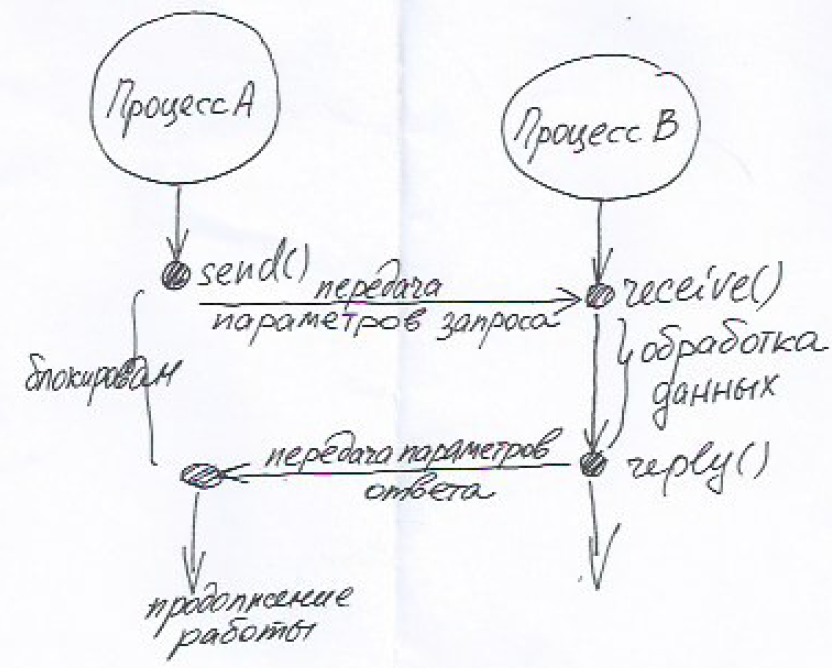 Процесс А
Процесс В
send()
передача
параметров запроса
receive()
обработка
данных
блокирован
передача параметров
ответа
reply()
продолжение
работы